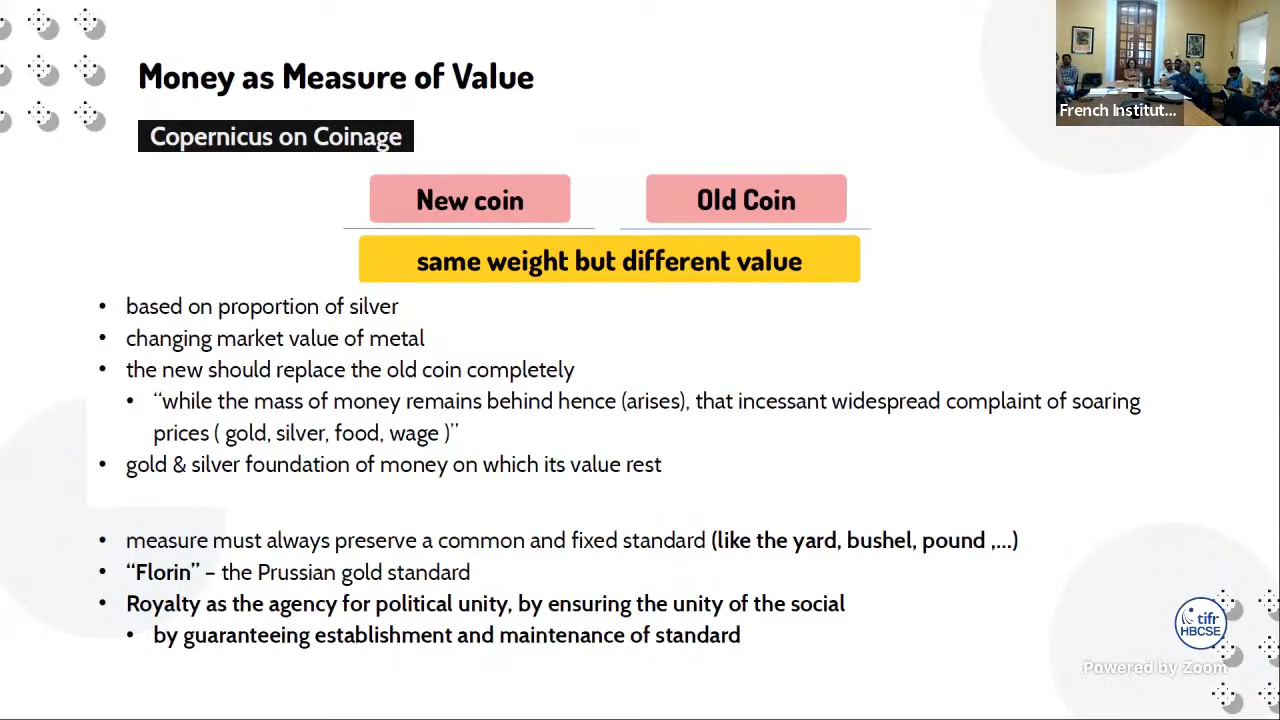 Money as Measure of Value
French Institut...
Copernicus on Coinage
New coin
Old Coin
same weight but different value
• based on proportion of silver
• changing market value of metal
• the new should replace the old coin completely
• “while the mass of money remains behind hence (arises), that incessant widespread complaint of soaring
prices ( gold, silver, food, wage )”
• gold & silver foundation of money on which its value rest
• measure must always preserve a common and fixed standard (like the yard, bushel, pound ,...)
• “Florin” – the Prussian gold standard
• Royalty as the agency for political unity, by ensuring the unity of the social
• by guaranteeing establishment and maintenance of standard
tifr
HBCSE
Powered by Zoom